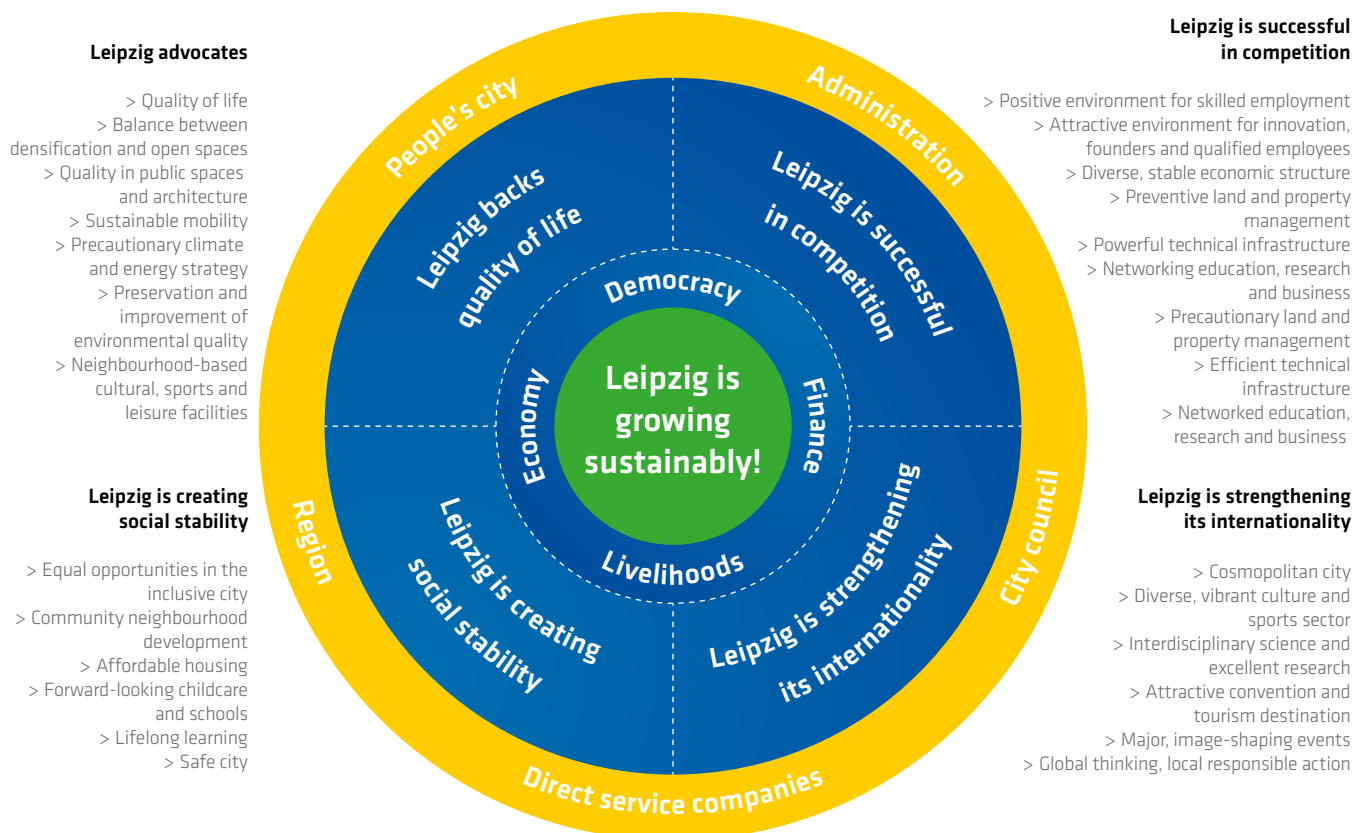 Leipzig advocates
> Quality of life
> Balance between
densification and open spaces
> Quality in public spaces
and architecture
> Sustainable mobility
> Precautionary climate
and energy strategy
> Preservation and
improvement of
environmental quality
> Neighbourhood-based
cultural, sports and
leisure facilities
Leipzig is creating
social stability
> Equal opportunities in the
inclusive city
> Community neighbourhood
development
> Affordable housing
> Forward-looking childcare
and schools
> Lifelong learning
> Safe city
People's city
Administration
City council
Direct service companies
Region
Leipzig backs
quality of life
Leipzig is successful
in competition
Leipzig is creating
social stability
Leipzig is strengthening
its internationality
Democracy
Finance
Livelihoods
Economy
Leipzig is
growing
sustainably!
Leipzig is successful
in competition
> Positive environment for skilled employment
> Attractive environment for innovation,
founders and qualified employees
> Diverse, stable economic structure
> Preventive land and property
management
> Powerful technical infrastructure
> Networking education, research
and business
> Precautionary land and
property management
> Efficient technical
infrastructure
> Networked education,
research and business
Leipzig is strengthening
its internationality
> Cosmopolitan city
> Diverse, vibrant culture and
sports sector
> Interdisciplinary science and
excellent research
> Attractive convention and
tourism destination
> Major, image-shaping events
> Global thinking, local responsible action